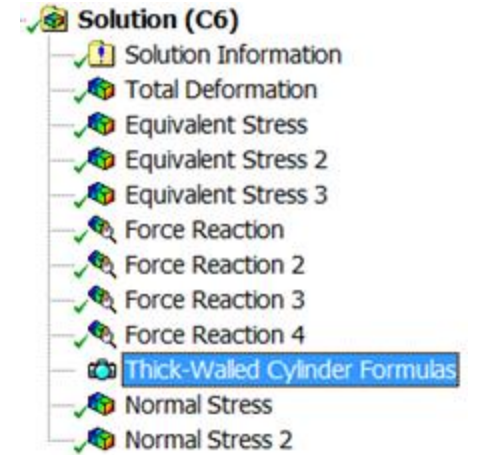 Solution (C6)
Solution Information
Total Deformation
Equivalent Stress
Equivalent Stress 2
Equivalent Stress 3
Force Reaction
Force Reaction 2
Force Reaction 3
Force Reaction 4
Thick-Walled Cylinder Formulas
Normal Stress
Normal Stress 2